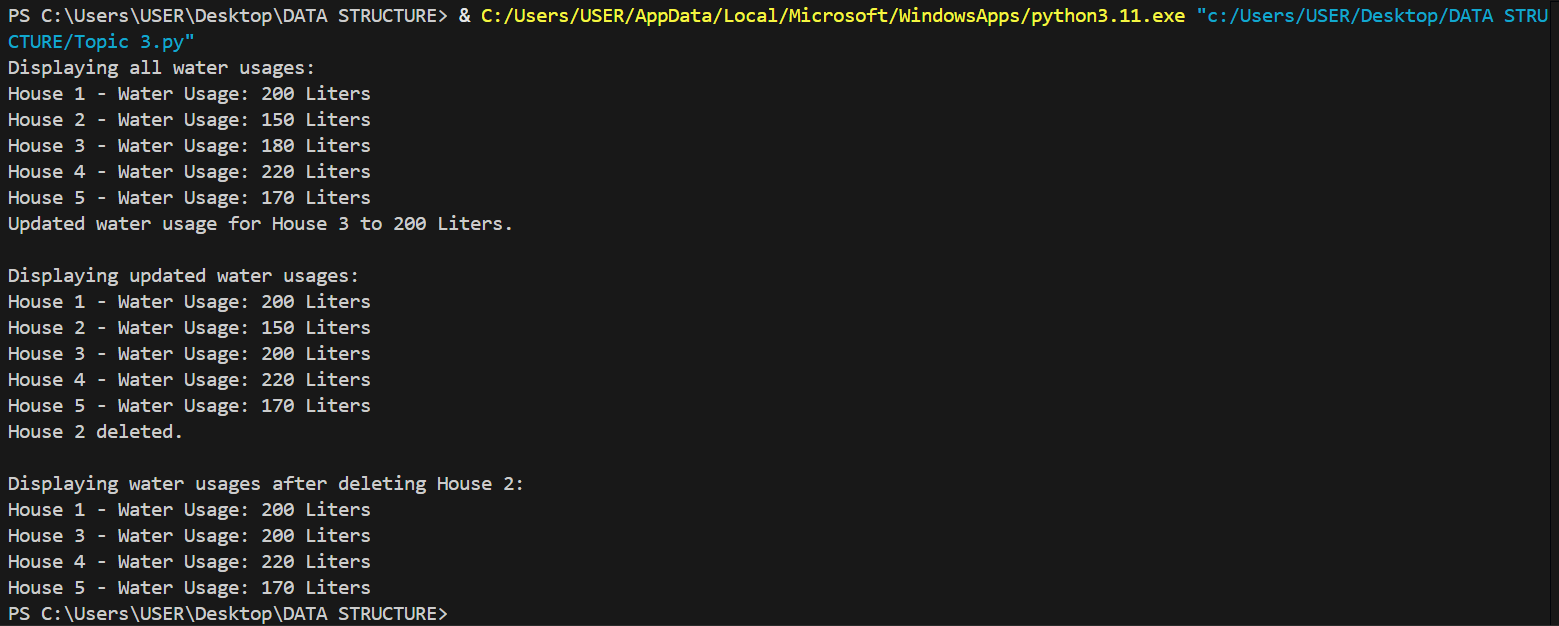 PS C:\Users\USER\Desktop\DATA STRUCTURE> & C:/Users/USER/AppData/Local/Microsoft/WindowsApps/python3.11.exe "c:/Users/USER/Desktop/DATA STRU
CTURE/Topic 3.py"
Displaying all water usages:
House 1 - Water Usage: 200 Liters
House 2 - Water Usage: 150 Liters
House 3 - Water Usage: 180 Liters
House 4 - Water Usage: 220 Liters
House 5 - Water Usage: 170 Liters
Updated water usage for House 3 to 200 Liters.

Displaying updated water usages:
House 1 - Water Usage: 200 Liters
House 2 - Water Usage: 150 Liters
House 3 - Water Usage: 200 Liters
House 4 - Water Usage: 220 Liters
House 5 - Water Usage: 170 Liters
House 2 deleted.

Displaying water usages after deleting House 2:
House 1 - Water Usage: 200 Liters
House 3 - Water Usage: 200 Liters
House 4 - Water Usage: 220 Liters
House 5 - Water Usage: 170 Liters
PS C:\Users\USER\Desktop\DATA STRUCTURE>